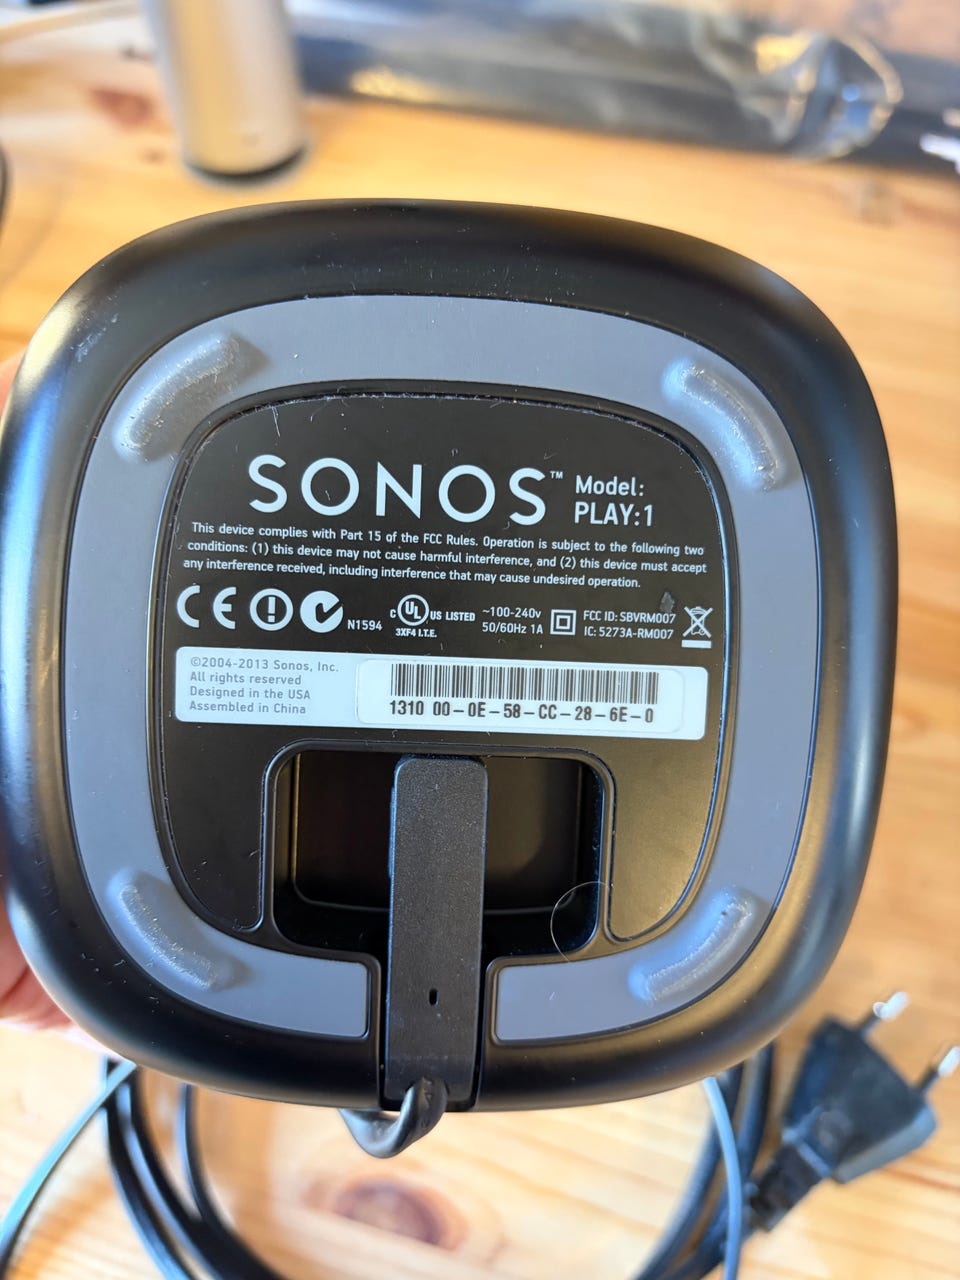 SONOS™ Model:
PLAY:1
This device complies with Part 15 of the FCC Rules. Operation is subject to the following two
conditions: (1) this device may not cause harmful interference, and (2) this device must accept
any interference received, including interference that may cause undesired operation.
CE N1594 C UL US LISTED
3XF4 I.T.E.
~100-240v
50/60Hz 1A
FCC ID: SBVRM007
IC: 5273A-RM007
©2004-2013 Sonos, Inc.
All rights reserved
Designed in the USA
Assembled in China
1310 00-0E-58-CC-28-6E-0